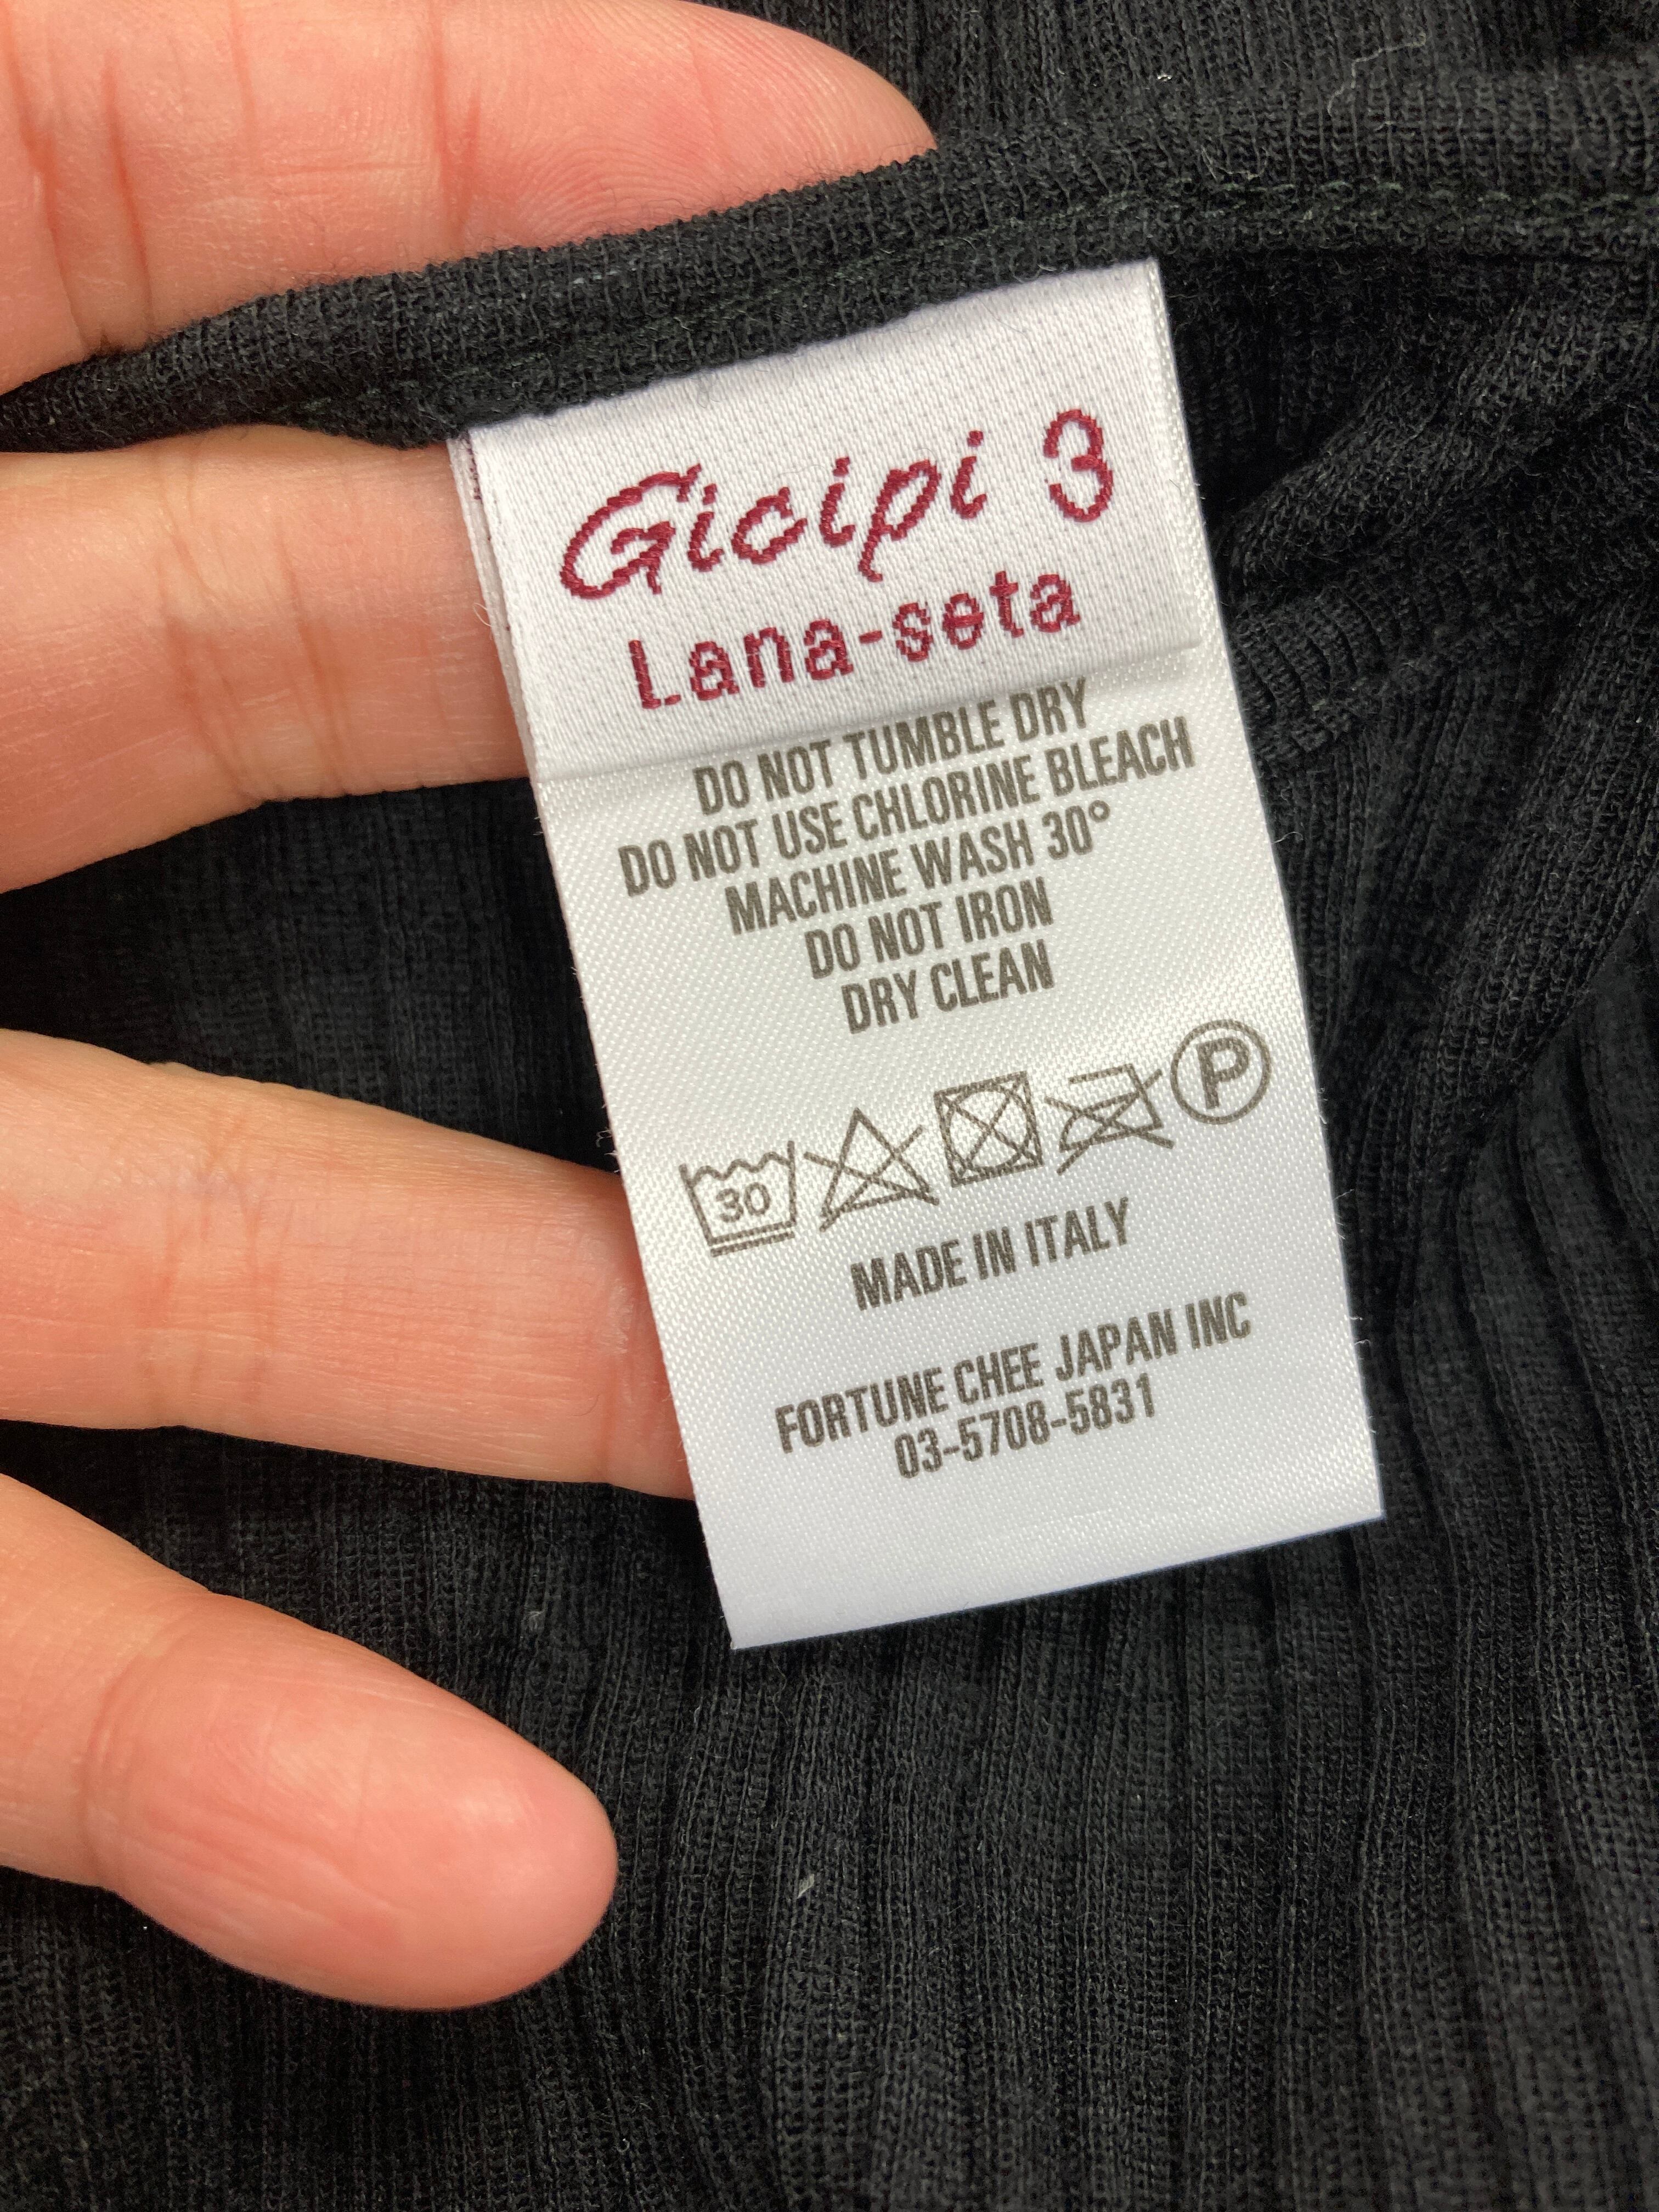 Gicipi 3
Lana-seta
DO NOT TUMBLE DRY
DO NOT USE CHLORINE BLEACH
MACHINE WASH 30°
DO NOT IRON
DRY CLEAN
30 P
MADE IN ITALY
FORTUNE CHEE JAPAN INC
03-5708-5831